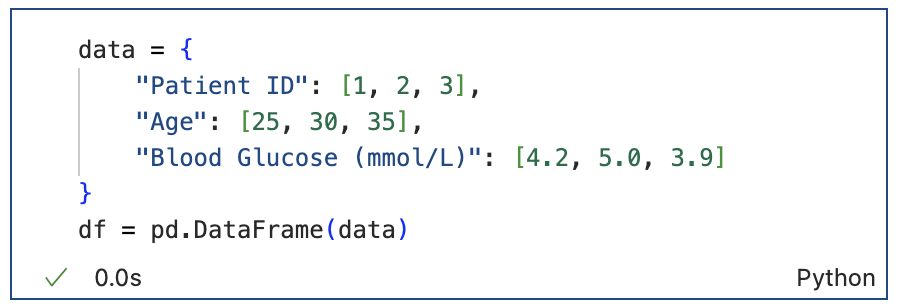 data = {
    "Patient ID": [1, 2, 3],
    "Age": [25, 30, 35],
    "Blood Glucose (mmol/L)": [4.2, 5.0, 3.9]
}
df = pd.DataFrame(data)
✓ 0.0s Python